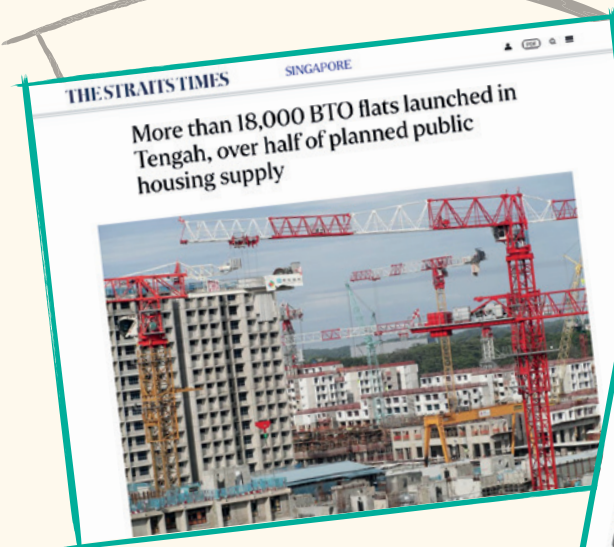 THE STRAITS TIMES
SINGAPORE
PDF
More than 18,000 BTO flats launched in
Tengah, over half of planned public
housing supply